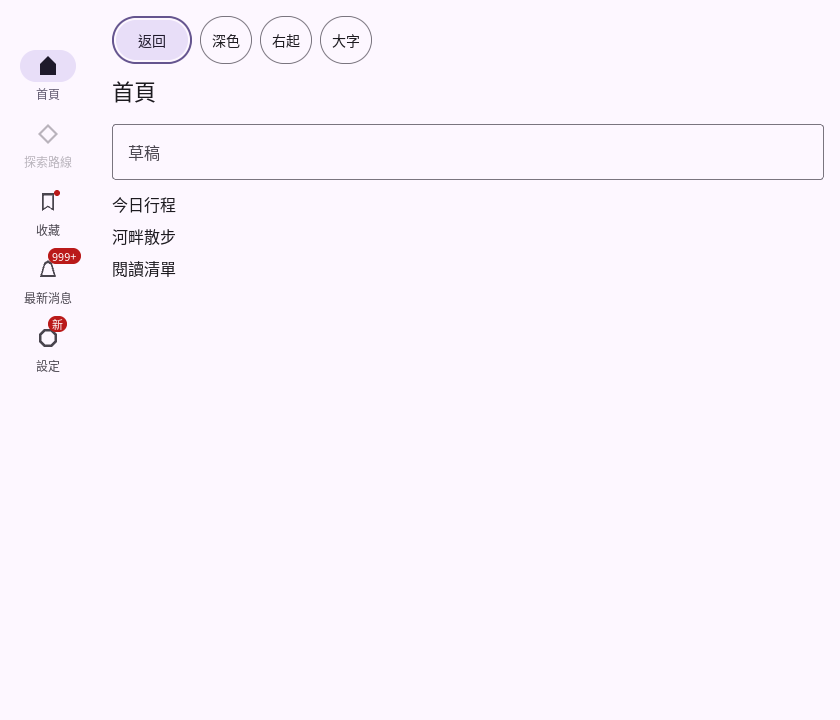 首頁
探索路線
收藏
999+
最新消息
新
設定
返回
深色
右起
大字
首頁
草稿
今日行程
河畔散步
閱讀清單